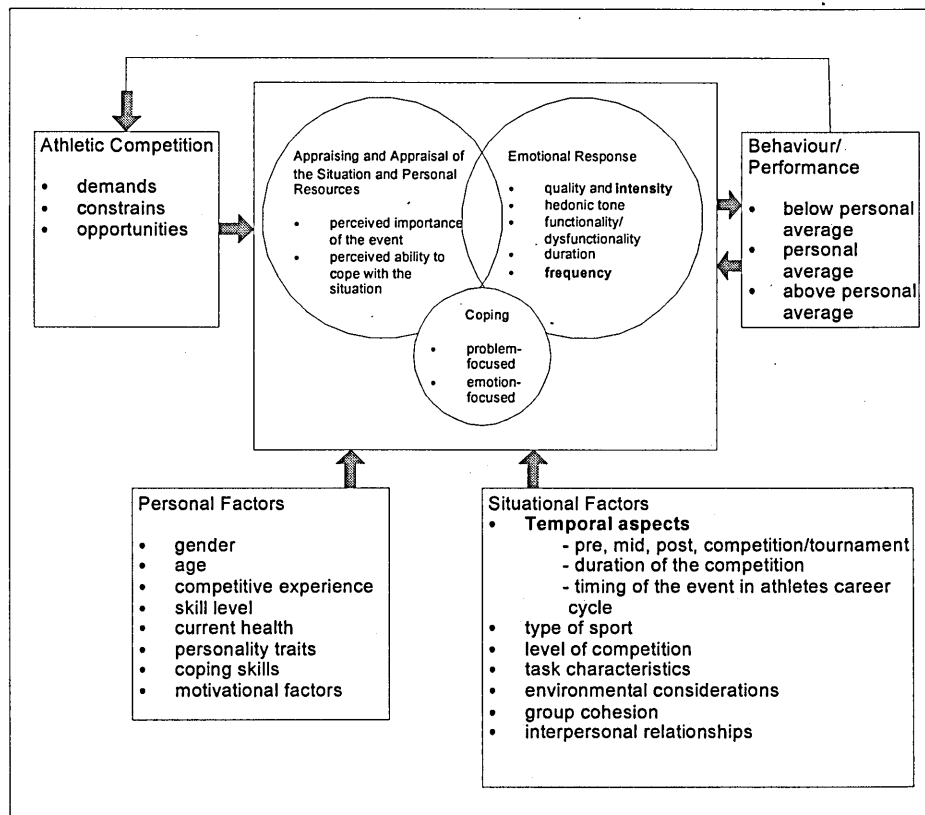 Athletic Competition
• demands
• constrains
• opportunities
Appraising and Appraisal of
the Situation and Personal
Resources
• perceived importance
of the event
• perceived ability to
cope with the
situation
Emotional Response
• quality and intensity
• hedonic tone
• functionality/
dysfunctionality
• duration
• frequency
Coping
• problem-
focused
• emotion-
focused
Behaviour/
Performance
• below personal
average
• personal
average
• above personal
average
Personal Factors
• gender
• age
• competitive experience
• skill level
• current health
• personality traits
• coping skills
• motivational factors
Situational Factors
• Temporal aspects
- pre, mid, post, competition/tournament
- duration of the competition
- timing of the event in athletes career
cycle
• type of sport
• level of competition
• task characteristics
• environmental considerations
• group cohesion
• interpersonal relationships